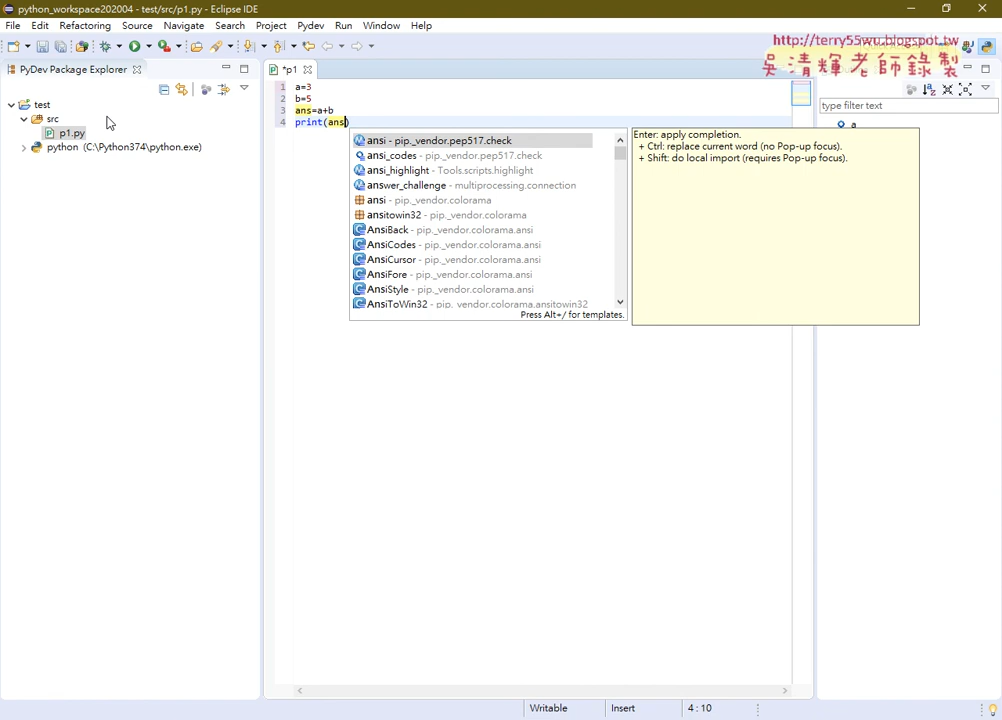 python_workspace202004 - test/src/p1.py - Eclipse IDE
File Edit Refactoring Source Navigate Search Project Pydev Run Window Help
http://terry55wu.blogspot.tw
吳清輝老師錄製
PyDev Package Explorer
*p1
test
src
p1.py
python (C:\Python374\python.exe)
1 a=3
2 b=5
3 ans=a+b
4 print(ans)
ansi - pip._vendor.pep517.check
ansi_codes - pip._vendor.pep517.check
ansi_highlight - Tools.scripts.highlight
answer_challenge - multiprocessing.connection
ansi - pip._vendor.colorama
ansitowin32 - pip._vendor.colorama
AnsiBack - pip._vendor.colorama.ansi
AnsiCodes - pip._vendor.colorama.ansi
AnsiCursor - pip._vendor.colorama.ansi
AnsiFore - pip._vendor.colorama.ansi
AnsiStyle - pip._vendor.colorama.ansi
AnsiToWin32 - pip._vendor.colorama.ansitowin32
Press Alt+/ for templates.
Enter: apply completion.
+ Ctrl: replace current word (no Pop-up focus).
+ Shift: do local import (requires Pop-up focus).
type filter text
a
Writable Insert 4 : 10